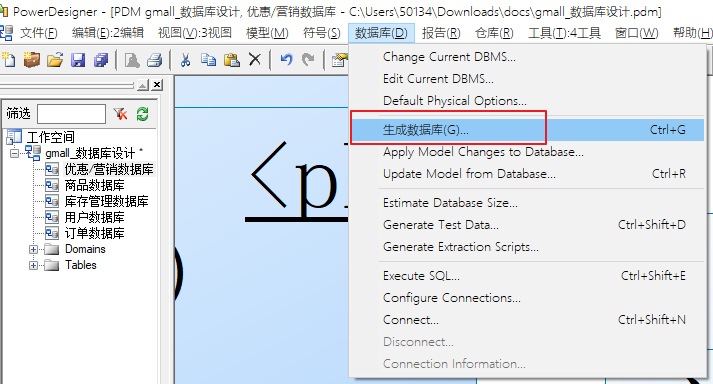 PowerDesigner - [PDM gmall_数据库设计, 优惠/营销数据库 - C:\Users\50134\Downloads\docs\gmall_数据库设计.pdm]
文件(F) 编辑(E):2编辑 视图(V):3视图 模型(M) 符号(S) 数据库(D) 报告(R) 仓库(R) 工具(T):4工具 窗口(W) 帮助(H)
筛选
工作空间
gmall_数据库设计 *
优惠/营销数据库
商品数据库
库存管理数据库
用户数据库
订单数据库
Domains
Tables
<p
)
Change Current DBMS...
Edit Current DBMS...
Default Physical Options...
生成数据库(G)... Ctrl+G
Apply Model Changes to Database...
Update Model from Database... Ctrl+R
Estimate Database Size...
Generate Test Data... Ctrl+Shift+D
Generate Extraction Scripts...
Execute SQL... Ctrl+Shift+E
Configure Connections...
Connect... Ctrl+Shift+N
Disconnect...
Connection Information...